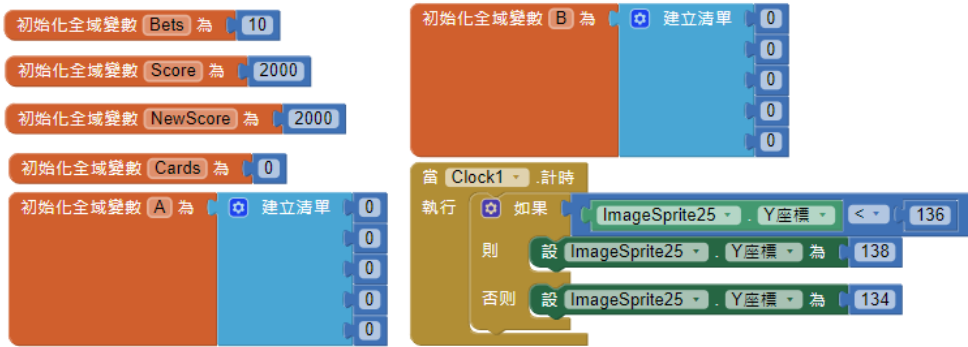 初始化全域變數 Bets 為 10
初始化全域變數 Score 為 2000
初始化全域變數 NewScore 為 2000
初始化全域變數 Cards 為 0
初始化全域變數 A 為 建立清單 0
0
0
0
0
初始化全域變數 B 為 建立清單 0
0
0
0
0
當 Clock1 .計時
執行 如果 ImageSprite25 . Y座標 < 136
則 設 ImageSprite25 . Y座標 為 138
否則 設 ImageSprite25 . Y座標 為 134